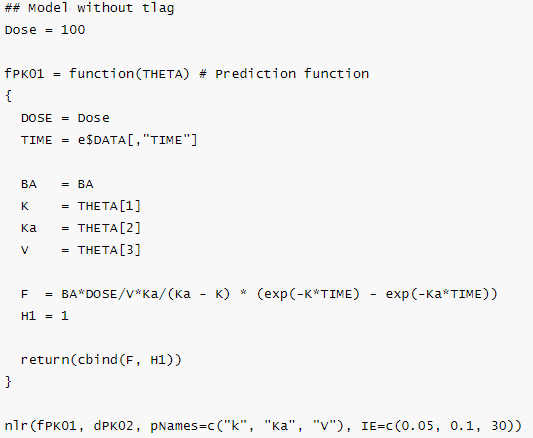 ## Model without tlag
Dose = 100
fPK01 = function(THETA) # Prediction function
{
DOSE = Dose
TIME = e$DATA[,"TIME"]
BA = BA
K = THETA[1]
Ka = THETA[2]
V = THETA[3]
F = BA*DOSE/V*Ka/(Ka - K) * (exp(-K*TIME) - exp(-Ka*TIME))
H1 = 1
return(cbind(F, H1))
}
nlr(fPK01, dPK02, pNames=c("k", "Ka", "V"), IE=c(0.05, 0.1, 30))